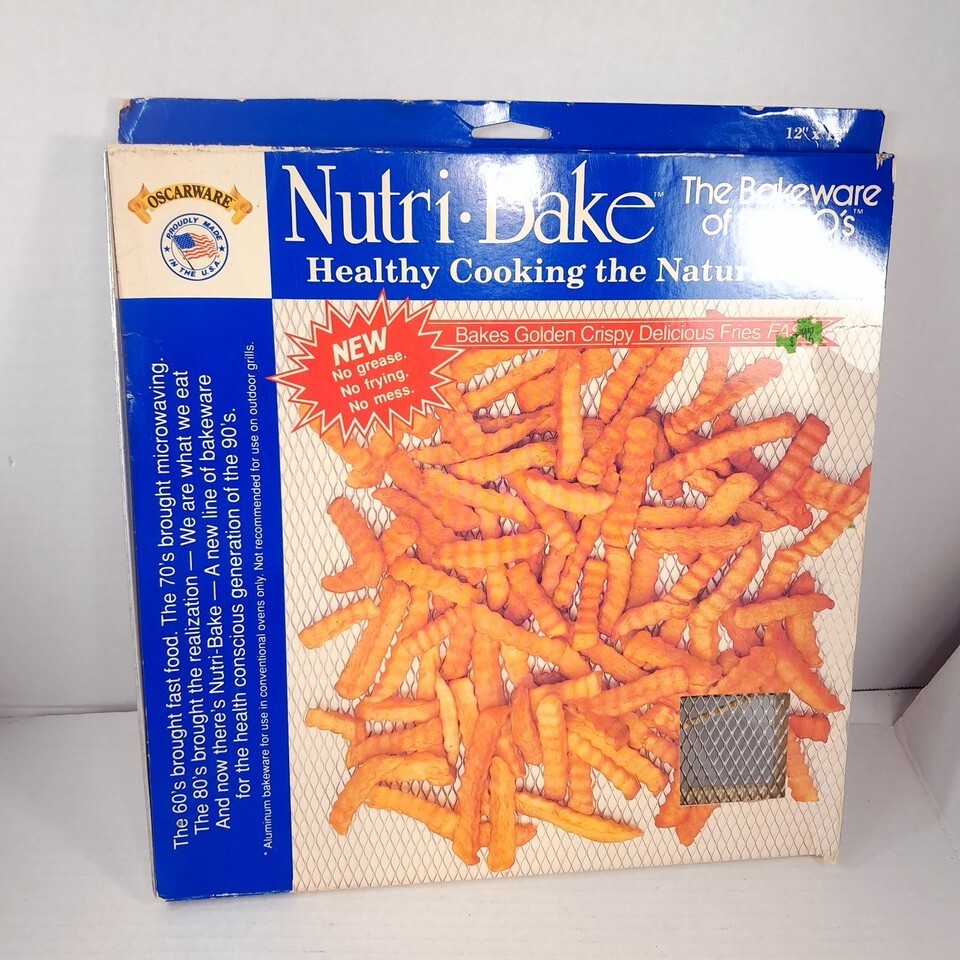 12" x
OSCARWARE
PROUDLY MADE
IN THE U.S.A.
Nutri·Bake™
The Bakeware
of 0's™
Healthy Cooking the
NEW
No grease.
No frying.
No mess.
Bakes Golden Crispy Delicious Fries
The 60's brought fast food. The 70's brought microwaving.
The 80's brought the realization — We are what we eat
And now there's Nutri-Bake — A new line of bakeware
for the health conscious generation of the 90's.
* Aluminum bakeware for use in conventional ovens only. Not recommended for use on outdoor grills.